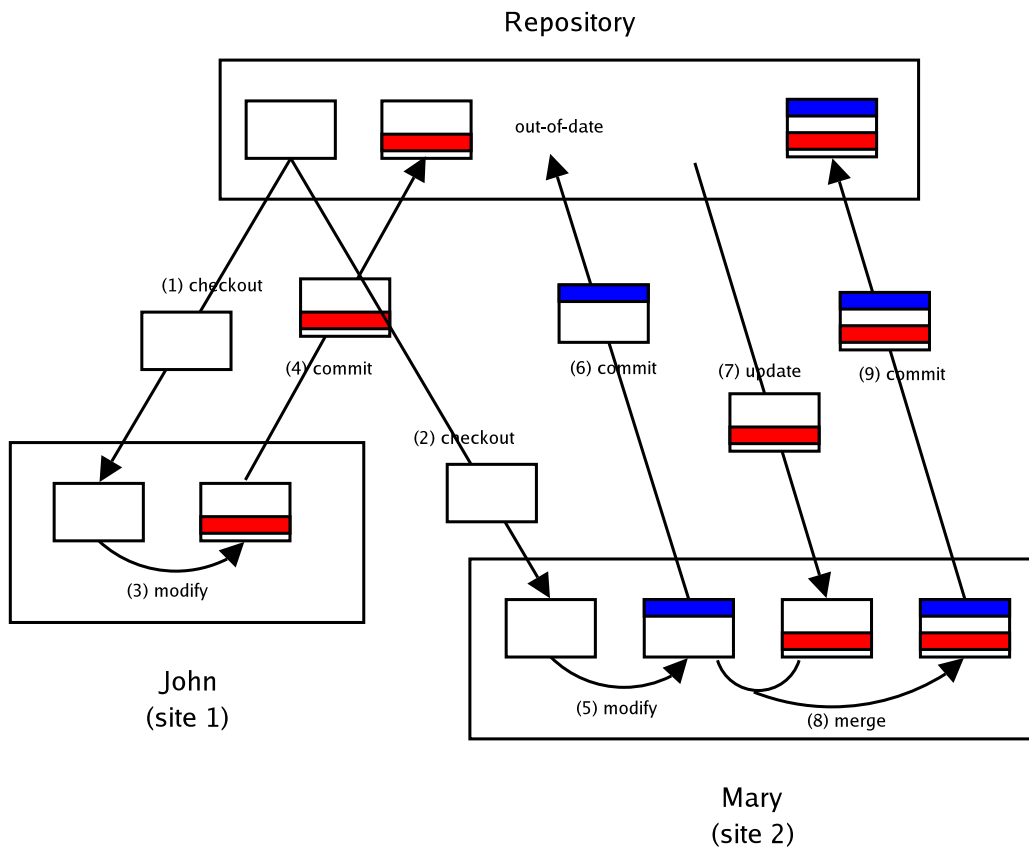 Repository
out-of-date
(1) checkout
(4) commit
(6) commit
(7) update
(9) commit
(2) checkout
(3) modify
(5) modify
(8) merge
John
(site 1)
Mary
(site 2)